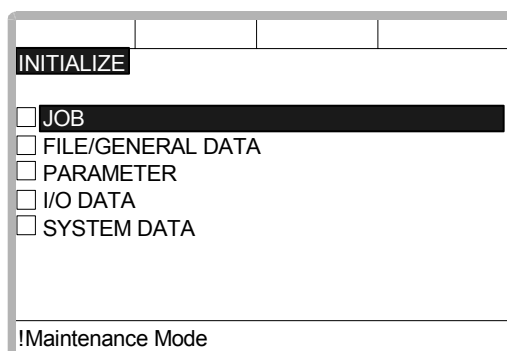 INITIALIZE
JOB
FILE/GENERAL DATA
PARAMETER
I/O DATA
SYSTEM DATA
!Maintenance Mode